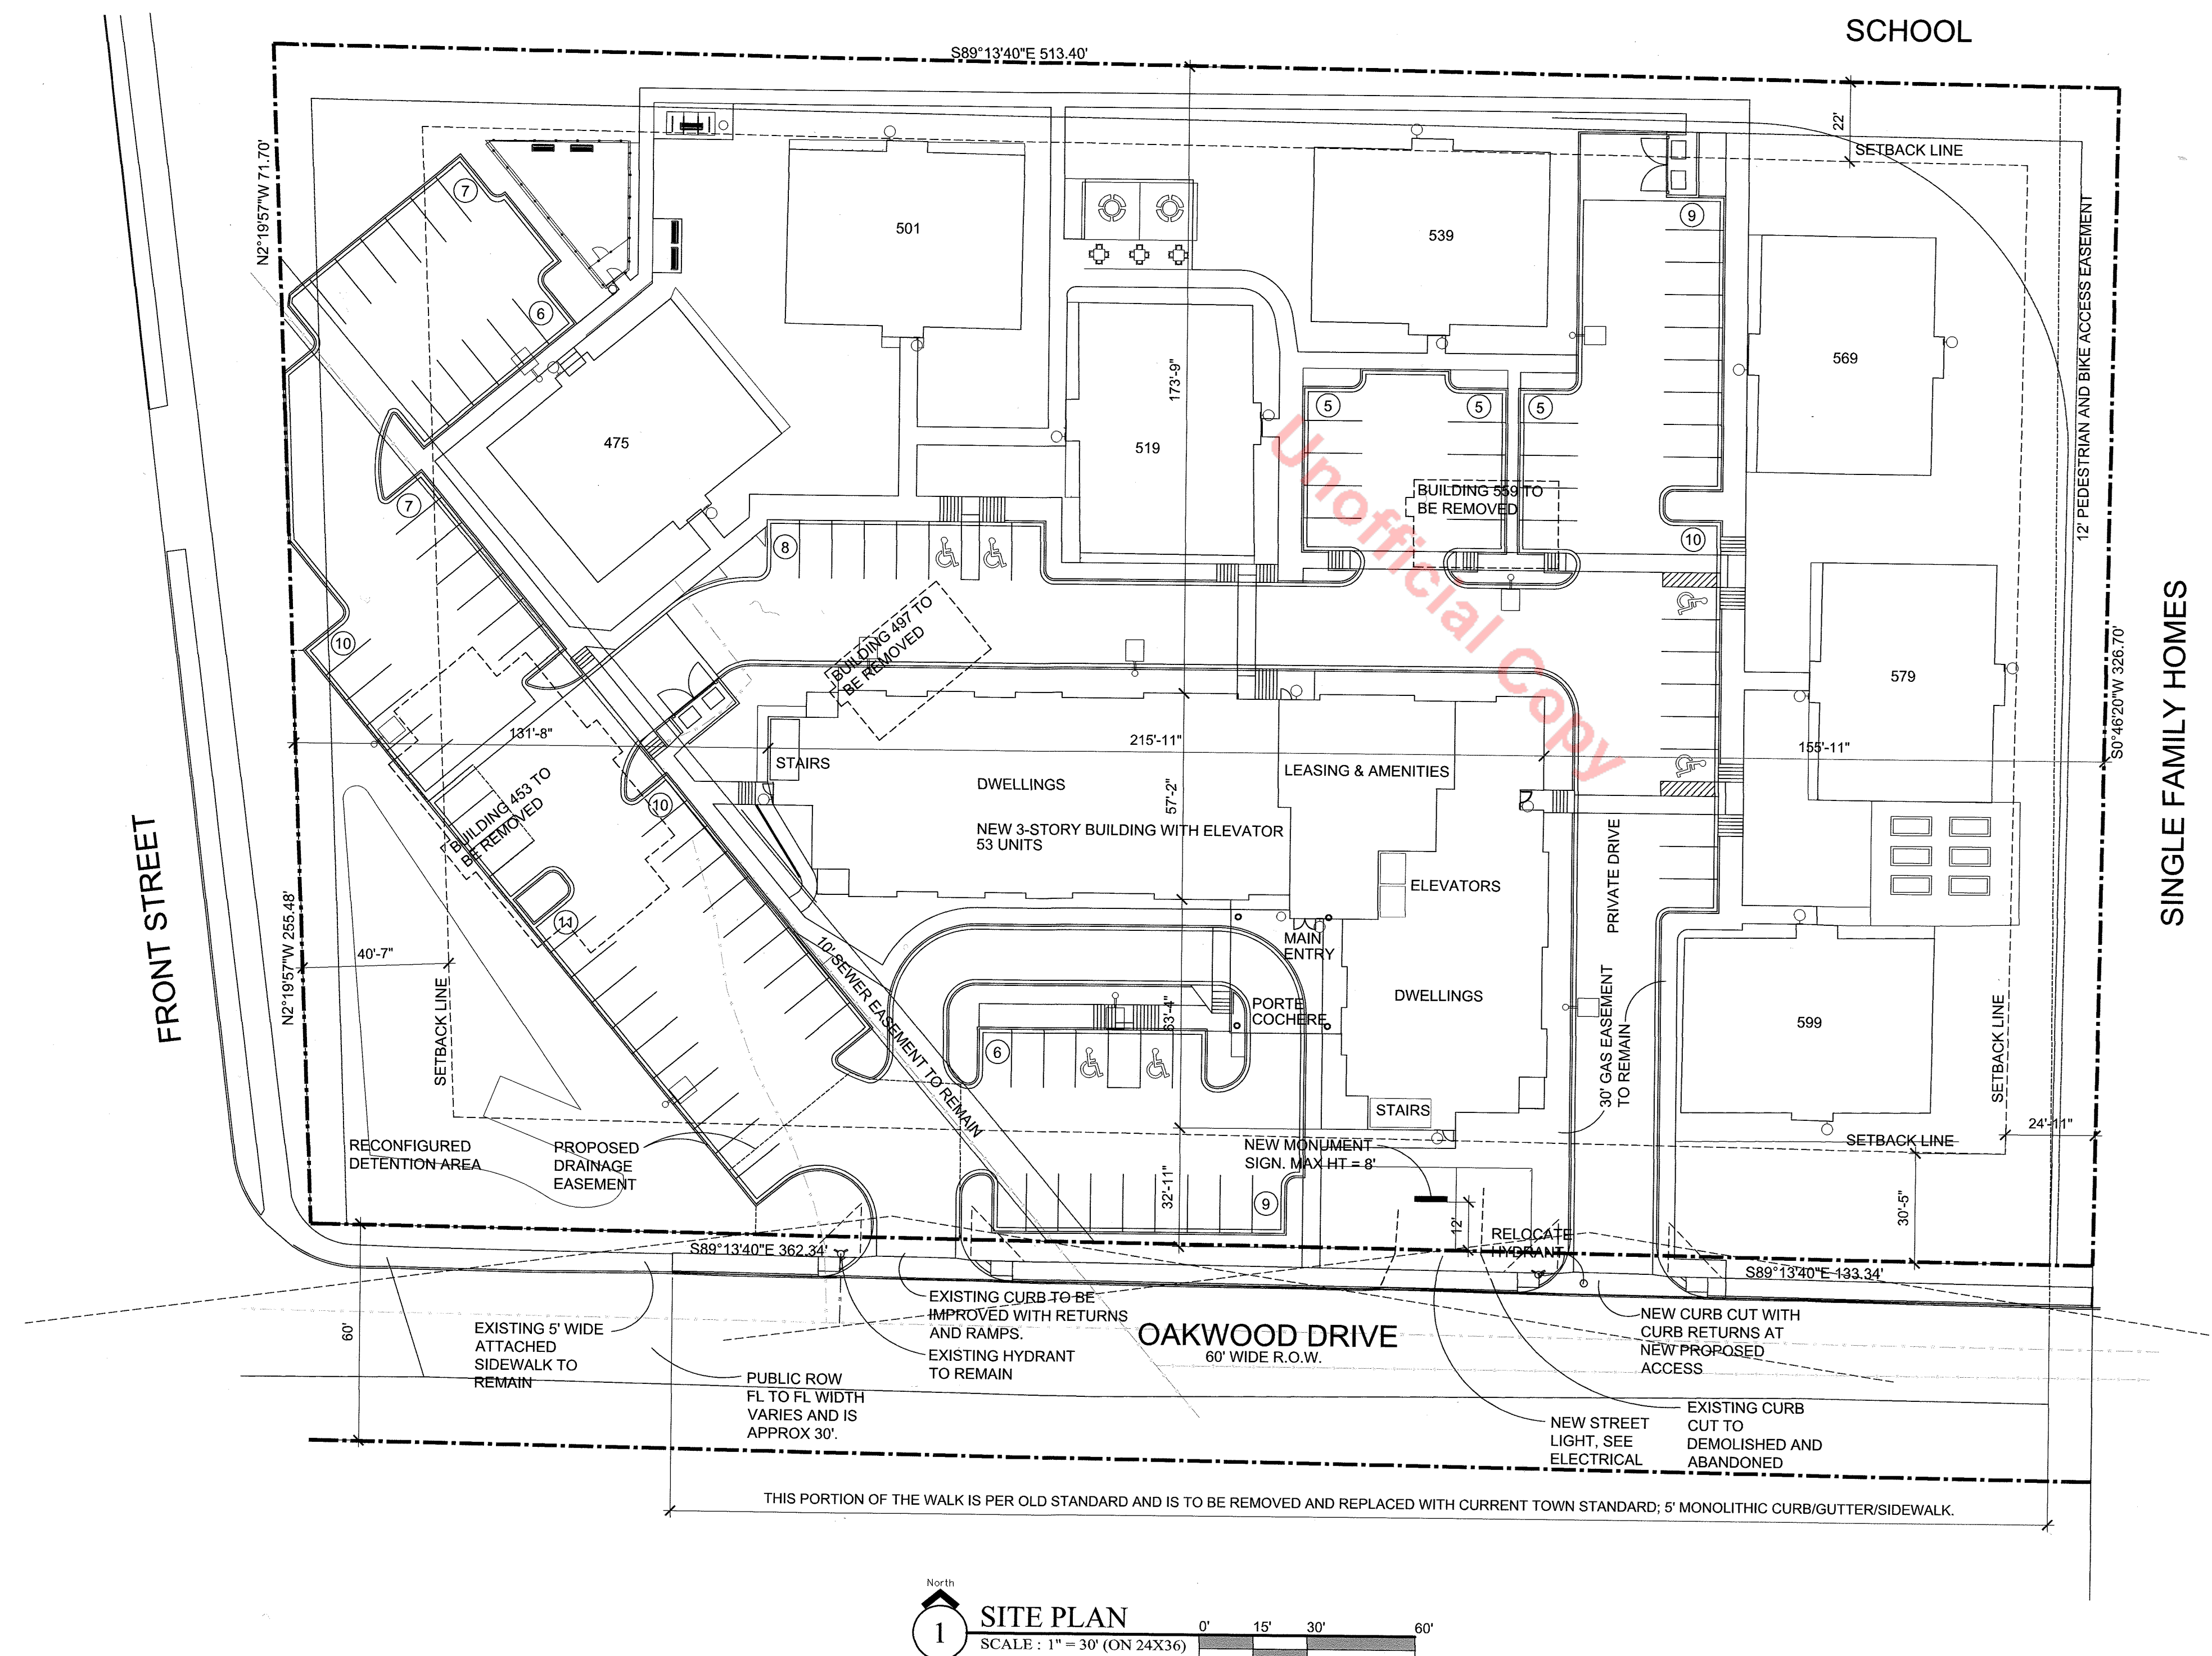 SCHOOL
S89°13'40"E 513.40'
22'
SETBACK LINE
N2°19'57"W 71.70'
7
501
539
9
6
12' PEDESTRIAN AND BIKE ACCESS EASEMENT
569
173'-9"
5
5
5
475
519
BUILDING 559 TO
BE REMOVED
7
8
10
Unofficial Copy
BUILDING 497 TO
BE REMOVED
10
579
S0°46'20"W 326.70'
SINGLE FAMILY HOMES
131'-8"
215'-11"
155'-11"
STAIRS
DWELLINGS
LEASING & AMENITIES
57'-2"
BUILDING 453 TO
BE REMOVED
10
NEW 3-STORY BUILDING WITH ELEVATOR
53 UNITS
PRIVATE DRIVE
ELEVATORS
FRONT STREET
N2°19'57"W 255.48'
40'-7"
11
MAIN
ENTRY
10' SEWER EASEMENT TO REMAIN
SETBACK LINE
DWELLINGS
PORTE
COCHERE
63'-4"
30' GAS EASEMENT
TO REMAIN
599
SETBACK LINE
6
STAIRS
24'-11"
RECONFIGURED
DETENTION AREA
PROPOSED
DRAINAGE
EASEMENT
NEW MONUMENT
SIGN. MAX HT = 8'
SETBACK LINE
32'-11"
9
12'
30'-5"
RELOCATE
HYDRANT
S89°13'40"E 362.34'
S89°13'40"E 133.34'
60'
EXISTING 5' WIDE
ATTACHED
SIDEWALK TO
REMAIN
EXISTING CURB TO BE
IMPROVED WITH RETURNS
AND RAMPS.
EXISTING HYDRANT
TO REMAIN
OAKWOOD DRIVE
60' WIDE R.O.W.
NEW CURB CUT WITH
CURB RETURNS AT
NEW PROPOSED
ACCESS
PUBLIC ROW
FL TO FL WIDTH
VARIES AND IS
APPROX 30'.
NEW STREET
LIGHT, SEE
ELECTRICAL
EXISTING CURB
CUT TO
DEMOLISHED AND
ABANDONED
THIS PORTION OF THE WALK IS PER OLD STANDARD AND IS TO BE REMOVED AND REPLACED WITH CURRENT TOWN STANDARD; 5' MONOLITHIC CURB/GUTTER/SIDEWALK.
North
1
SITE PLAN
SCALE : 1" = 30' (ON 24X36)
0' 15' 30' 60'